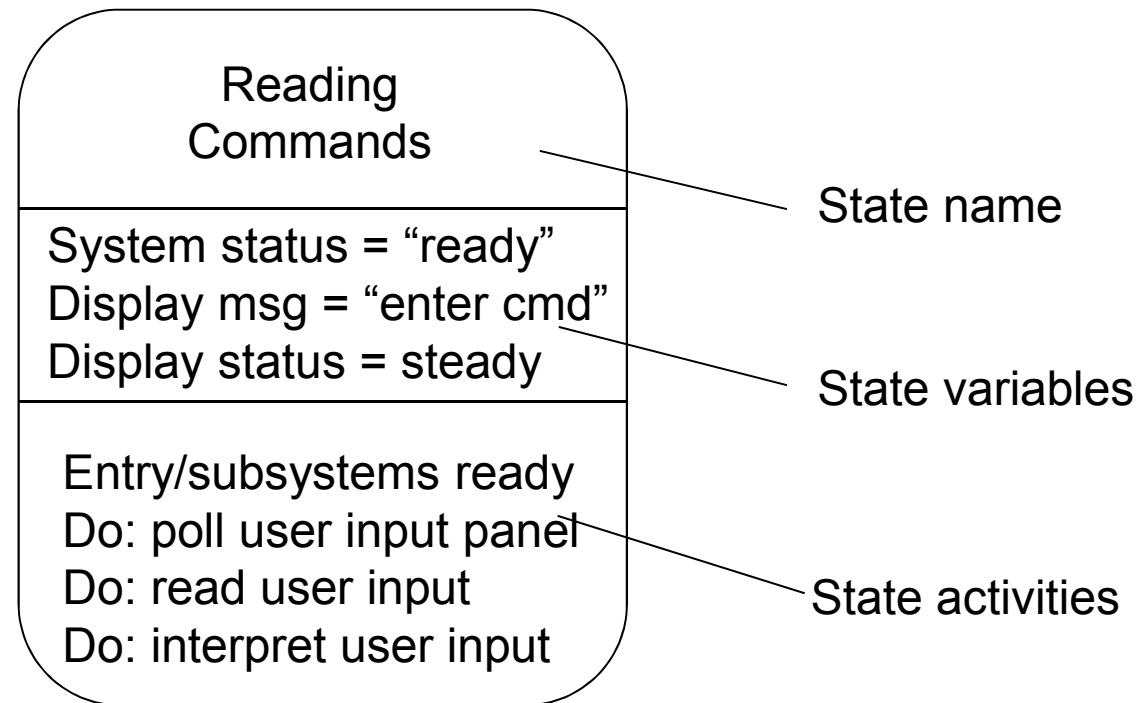 Reading
Commands
State name
System status = “ready”
Display msg = “enter cmd”
Display status = steady
State variables
Entry/subsystems ready
Do: poll user input panel
Do: read user input
Do: interpret user input
State activities